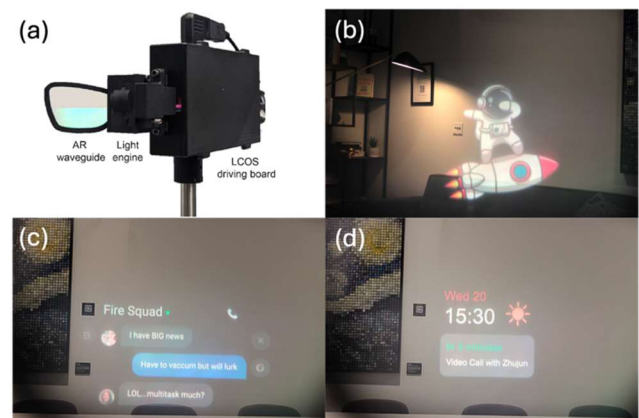 (a)
AR waveguide
Light engine
LCOS driving board
(b)
(c)
Fire Squad
I have BIG news
Have to vaccum but will lurk
LOL...multitask much?
(d)
Wed 20
15:30
Video Call with Zhujun